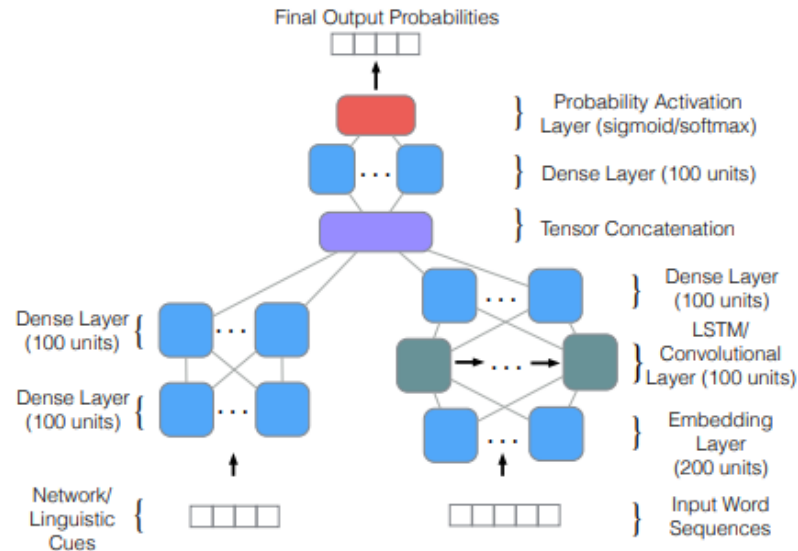 Final Output Probabilities
Probability Activation
Layer (sigmoid/softmax)
. . .
Dense Layer (100 units)
Tensor Concatenation
Dense Layer
(100 units)
. . .
. . .
Dense Layer
(100 units)
LSTM/
Convolutional
Layer (100 units)
. . .
Dense Layer
(100 units)
. . .
. . .
Embedding
Layer
(200 units)
Network/
Linguistic
Cues
Input Word
Sequences